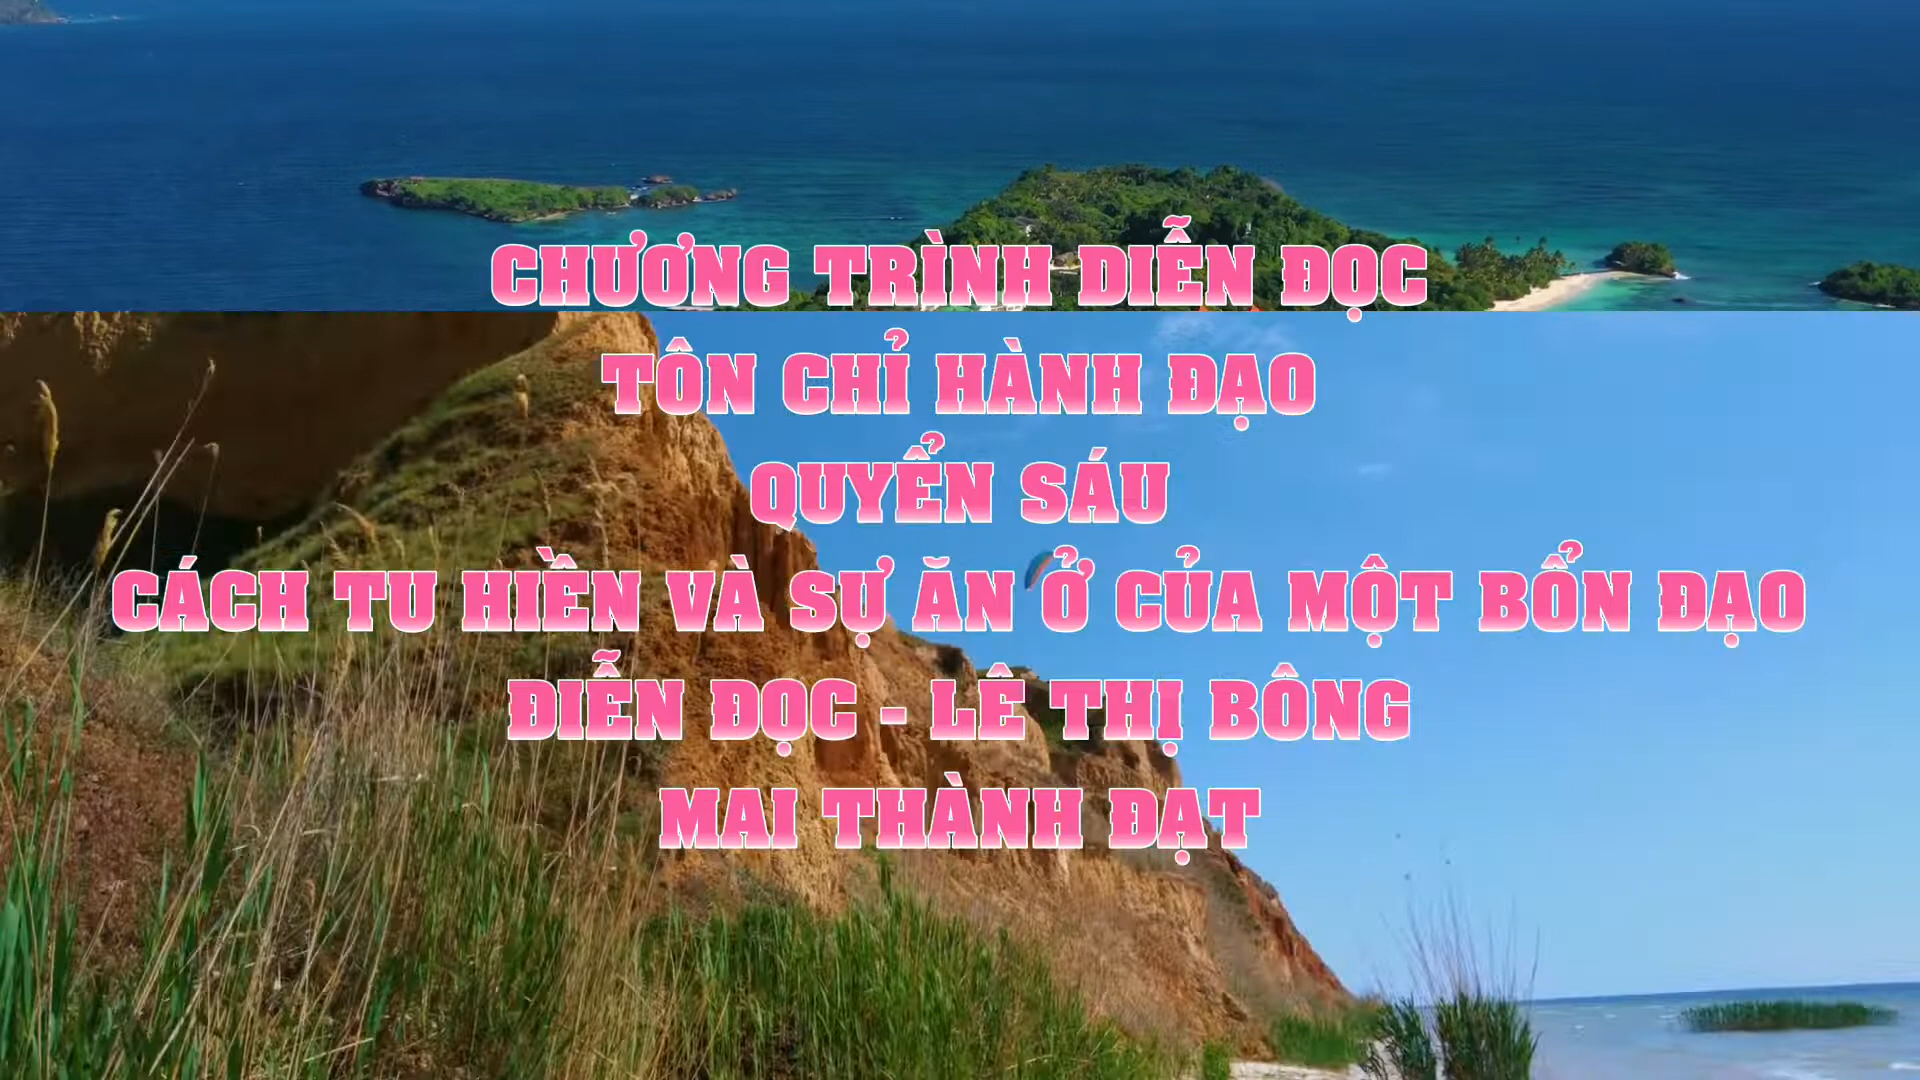 CHƯƠNG TRÌNH DIỄN ĐỌC
TÔN CHỈ HÀNH ĐẠO
QUYỂN SÁU
CÁCH TU HIỀN VÀ SỰ ĂN Ở CỦA MỘT BỔN ĐẠO
ĐIỄN ĐỌC - LÊ THỊ BÔNG
MAI THÀNH ĐẠT